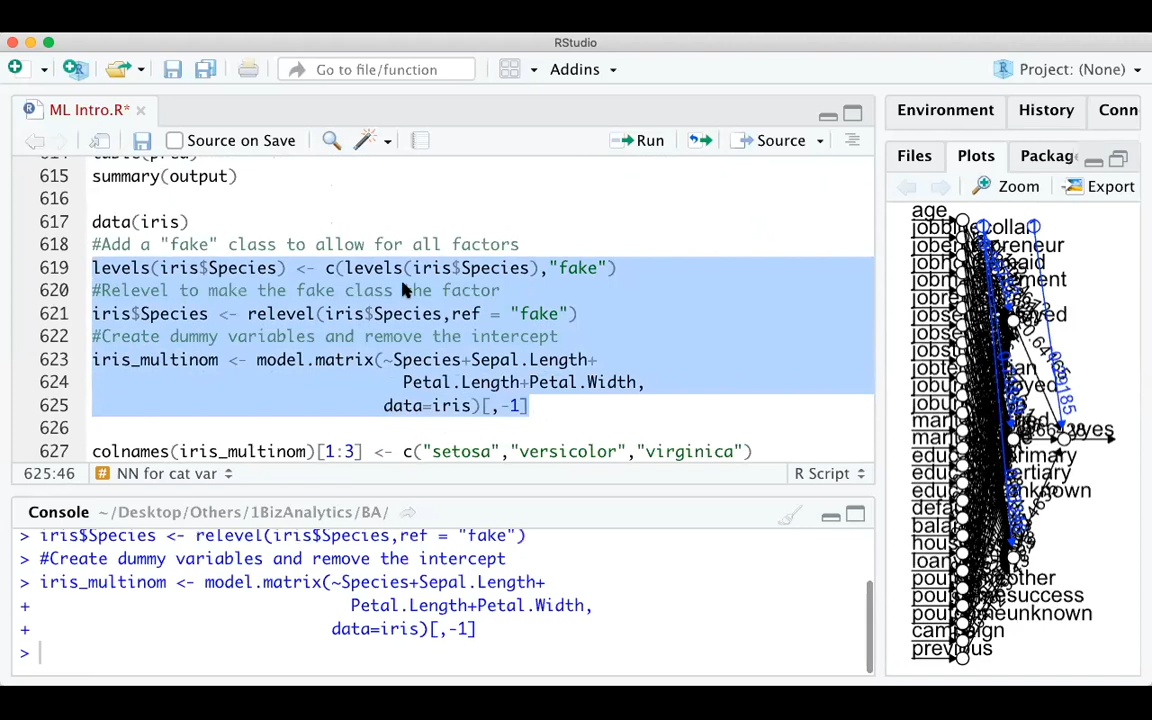 RStudio
Go to file/function
Addins
Project: (None)
ML Intro.R*
Source on Save
Run
Source
615 summary(output)
616
617 data(iris)
618 #Add a "fake" class to allow for all factors
619 levels(iris$Species) <- c(levels(iris$Species),"fake")
620 #Relevel to make the fake class the factor
621 iris$Species <- relevel(iris$Species,ref = "fake")
622 #Create dummy variables and remove the intercept
623 iris_multinom <- model.matrix(~Species+Sepal.Length+
624 Petal.Length+Petal.Width,
625 data=iris)[,-1]
626
627 colnames(iris_multinom)[1:3] <- c("setosa","versicolor","virginica")
625:46
NN for cat var
R Script
Console ~/Desktop/Others/1BizAnalytics/BA/
> iris$Species <- relevel(iris$Species,ref = "fake")
> #Create dummy variables and remove the intercept
> iris_multinom <- model.matrix(~Species+Sepal.Length+
+ Petal.Length+Petal.Width,
+ data=iris)[,-1]
>
Environment
History
Conn
Files
Plots
Packag
Zoom
Export
age
yes
campaign
previous